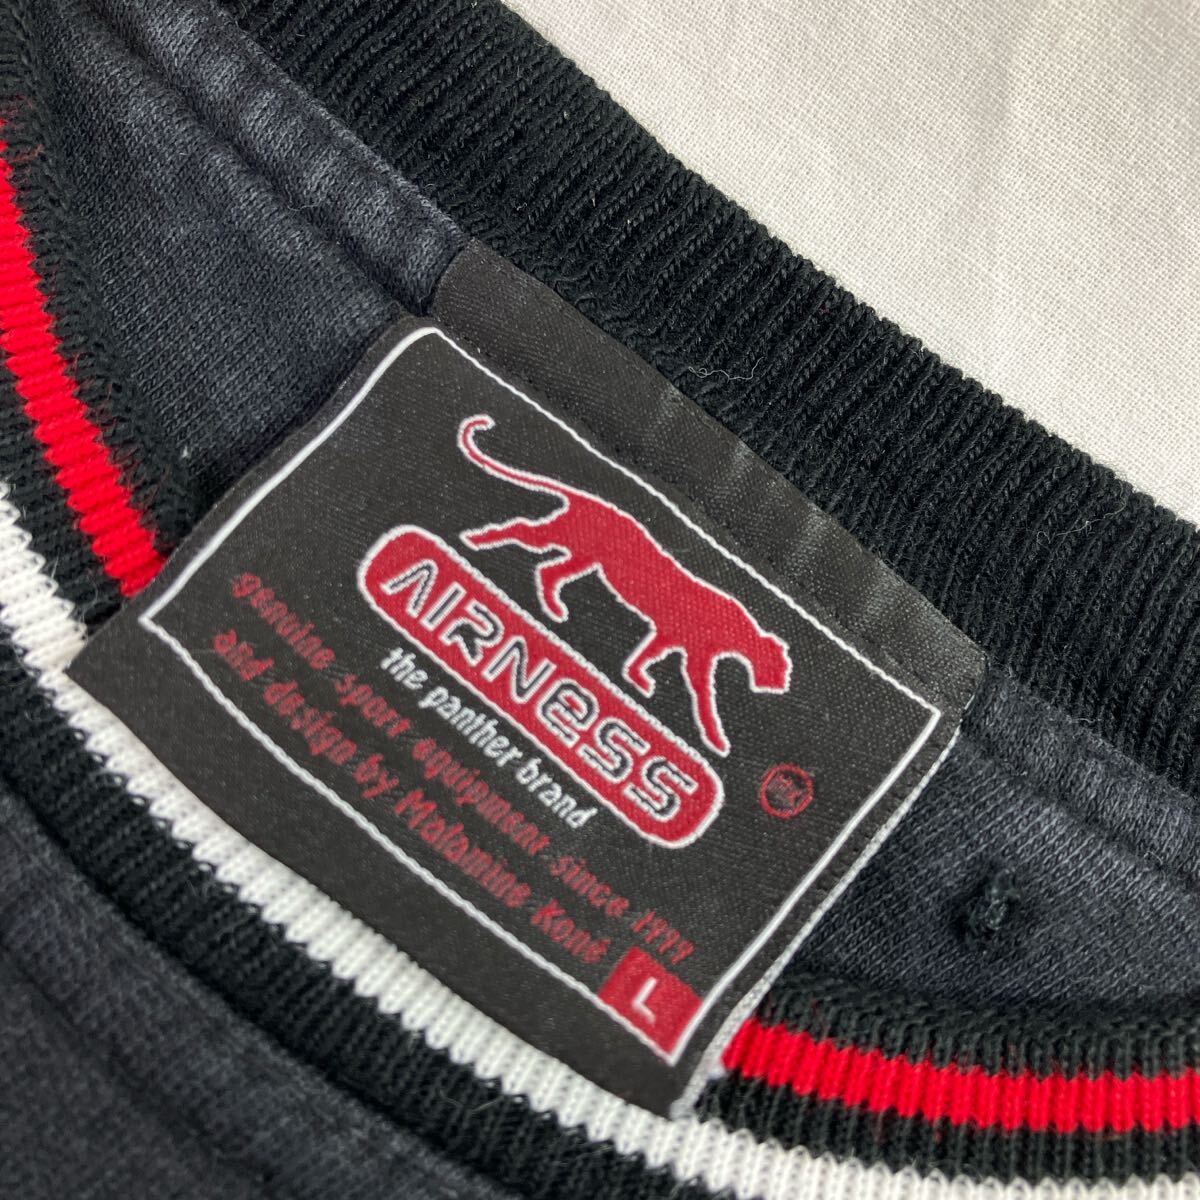 AIRNESS
the panther brand
genuine sport equipment since 1999
and design by Malamine Koné
L